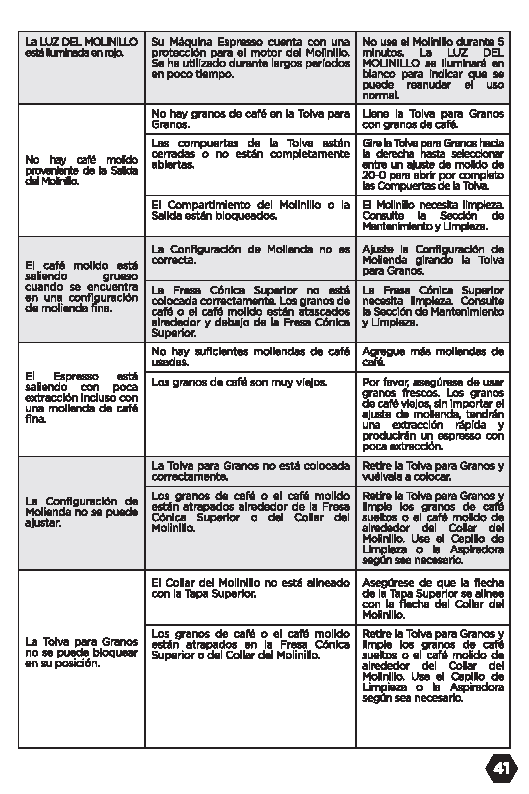 La LUZ DEL MOLINILLO
está iluminada en rojo.
Su Máquina Espresso cuenta con una
protección para el motor del Molinillo.
Se ha utilizado durante largos períodos
en poco tiempo.
No use el Molinillo durante 5
minutos. La LUZ DEL
MOLINILLO se iluminará en
blanco para indicar que se
puede reanudar el uso
normal.
No hay café molido
proveniente de la Salida
del Molinillo.
No hay granos de café en la Tolva para
Granos.
Llene la Tolva para Granos
con granos de café.
Las compuertas de la Tolva están
cerradas o no están completamente
abiertas.
Gire la Tolva para Granos hacia
la derecha hasta seleccionar
entre un ajuste de molido de
20-0 para abrir por completo
las Compuertas de la Tolva.
El Compartimiento del Molinillo o la
Salida están bloqueados.
El Molinillo necesita limpieza.
Consulte la Sección de
Mantenimiento y Limpieza.
El café molido está
saliendo grueso
cuando se encuentra
en una configuración
de molienda fina.
La Configuración de Molienda no es
correcta.
Ajuste la Configuración de
Molienda girando la Tolva
para Granos.
La Fresa Cónica Superior no está
colocada correctamente. Los granos de
café o el café molido están atascados
alrededor y debajo de la Fresa Cónica
Superior.
La Fresa Cónica Superior
necesita limpieza. Consulte
la Sección de Mantenimiento
y Limpieza.
El Espresso está
saliendo con poca
extracción incluso con
una molienda de café
fina.
No hay suficientes moliendas de café
usadas.
Agregue más moliendas de
café.
Los granos de café son muy viejos.
Por favor, asegúrese de usar
granos frescos. Los granos
de café viejos, sin importar el
ajuste de molienda, tendrán
una extracción rápida y
producirán un espresso con
poca extracción.
La Configuración de
Molienda no se puede
ajustar.
La Tolva para Granos no está colocada
correctamente.
Retire la Tolva para Granos y
vuélvala a colocar.
Los granos de café o el café molido
están atrapados alrededor de la Fresa
Cónica Superior o del Collar del
Molinillo.
Retire la Tolva para Granos y
limpie los granos de café
sueltos o el café molido de
alrededor del Collar del
Molinillo. Use el Cepillo de
Limpieza o la Aspiradora
según sea necesario.
La Tolva para Granos
no se puede bloquear
en su posición.
El Collar del Molinillo no está alineado
con la Tapa Superior.
Asegúrese de que la flecha
de la Tapa Superior se alinee
con la flecha del Collar del
Molinillo.
Los granos de café o el café molido
están atrapados en la Fresa Cónica
Superior o del Collar del Molinillo.
Retire la Tolva para Granos y
limpie los granos de café
sueltos o el café molido de
alrededor del Collar del
Molinillo. Use el Cepillo de
Limpieza o la Aspiradora
según sea necesario.
41